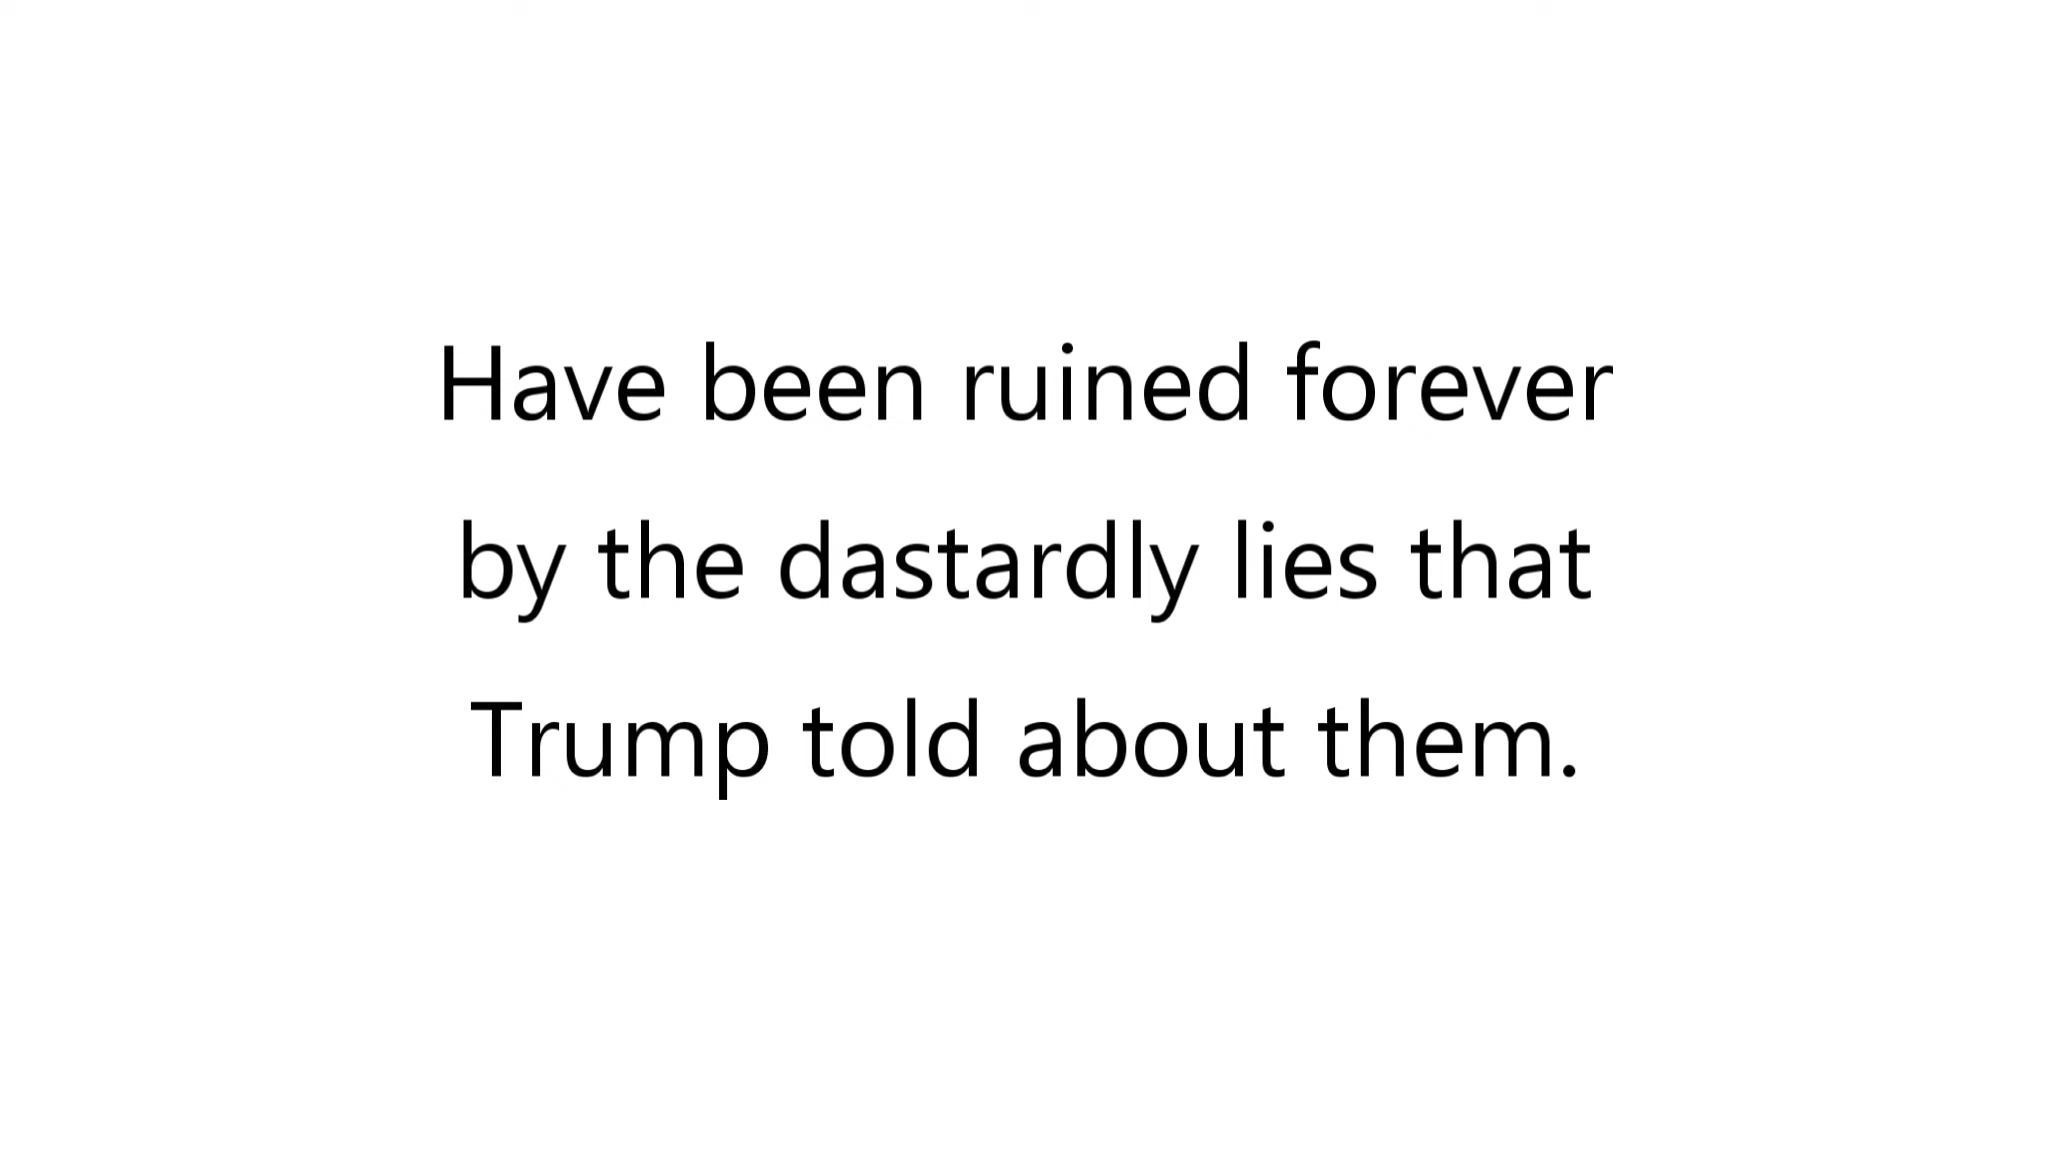 Have been ruined forever
by the dastardly lies that
Trump told about them.